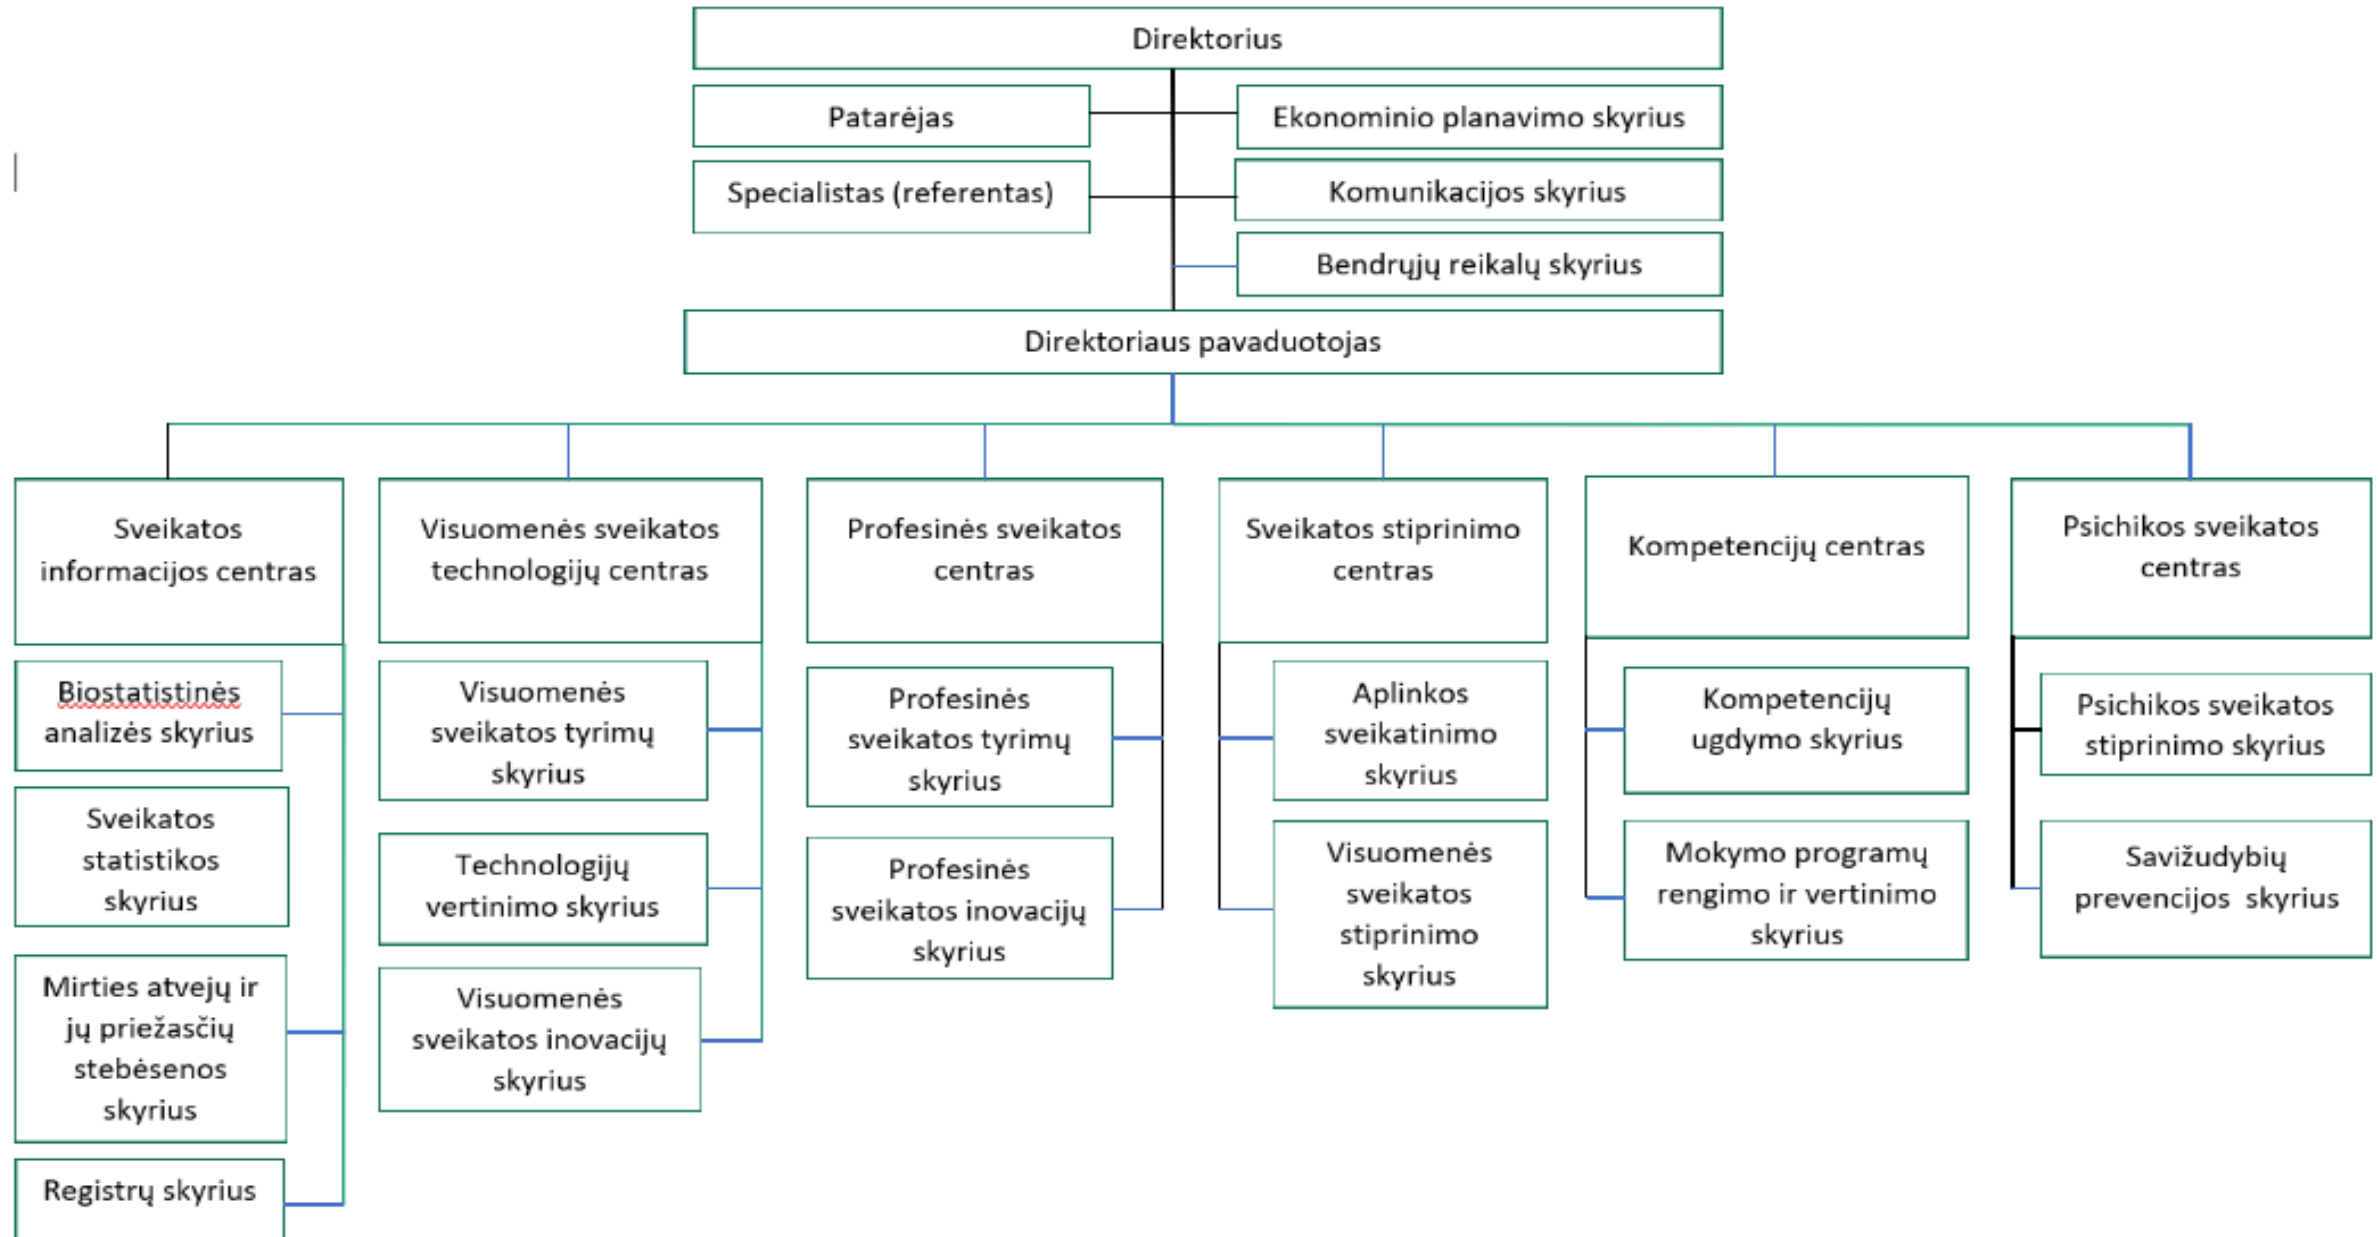 Direktorius
Patarėjas
Ekonominio planavimo skyrius
Specialistas (referentas)
Komunikacijos skyrius
Bendrųjų reikalų skyrius
Direktoriaus pavaduotojas
Sveikatos
informacijos centras
Visuomenės sveikatos
technologijų centras
Profesinės sveikatos
centras
Sveikatos stiprinimo
centras
Kompetencijų centras
Psichikos sveikatos
centras
Biostatistinės
analizės skyrius
Sveikatos
statistikos
skyrius
Mirties atvejų ir
jų priežasčių
stebėsenos
skyrius
Registrų skyrius
Visuomenės
sveikatos tyrimų
skyrius
Technologijų
vertinimo skyrius
Visuomenės
sveikatos inovacijų
skyrius
Profesinės
sveikatos tyrimų
skyrius
Profesinės
sveikatos inovacijų
skyrius
Aplinkos
sveikatinimo
skyrius
Visuomenės
sveikatos
stiprinimo
skyrius
Kompetencijų
ugdymo skyrius
Mokymo programų
rengimo ir vertinimo
skyrius
Psichikos sveikatos
stiprinimo skyrius
Savižudybių
prevencijos skyrius